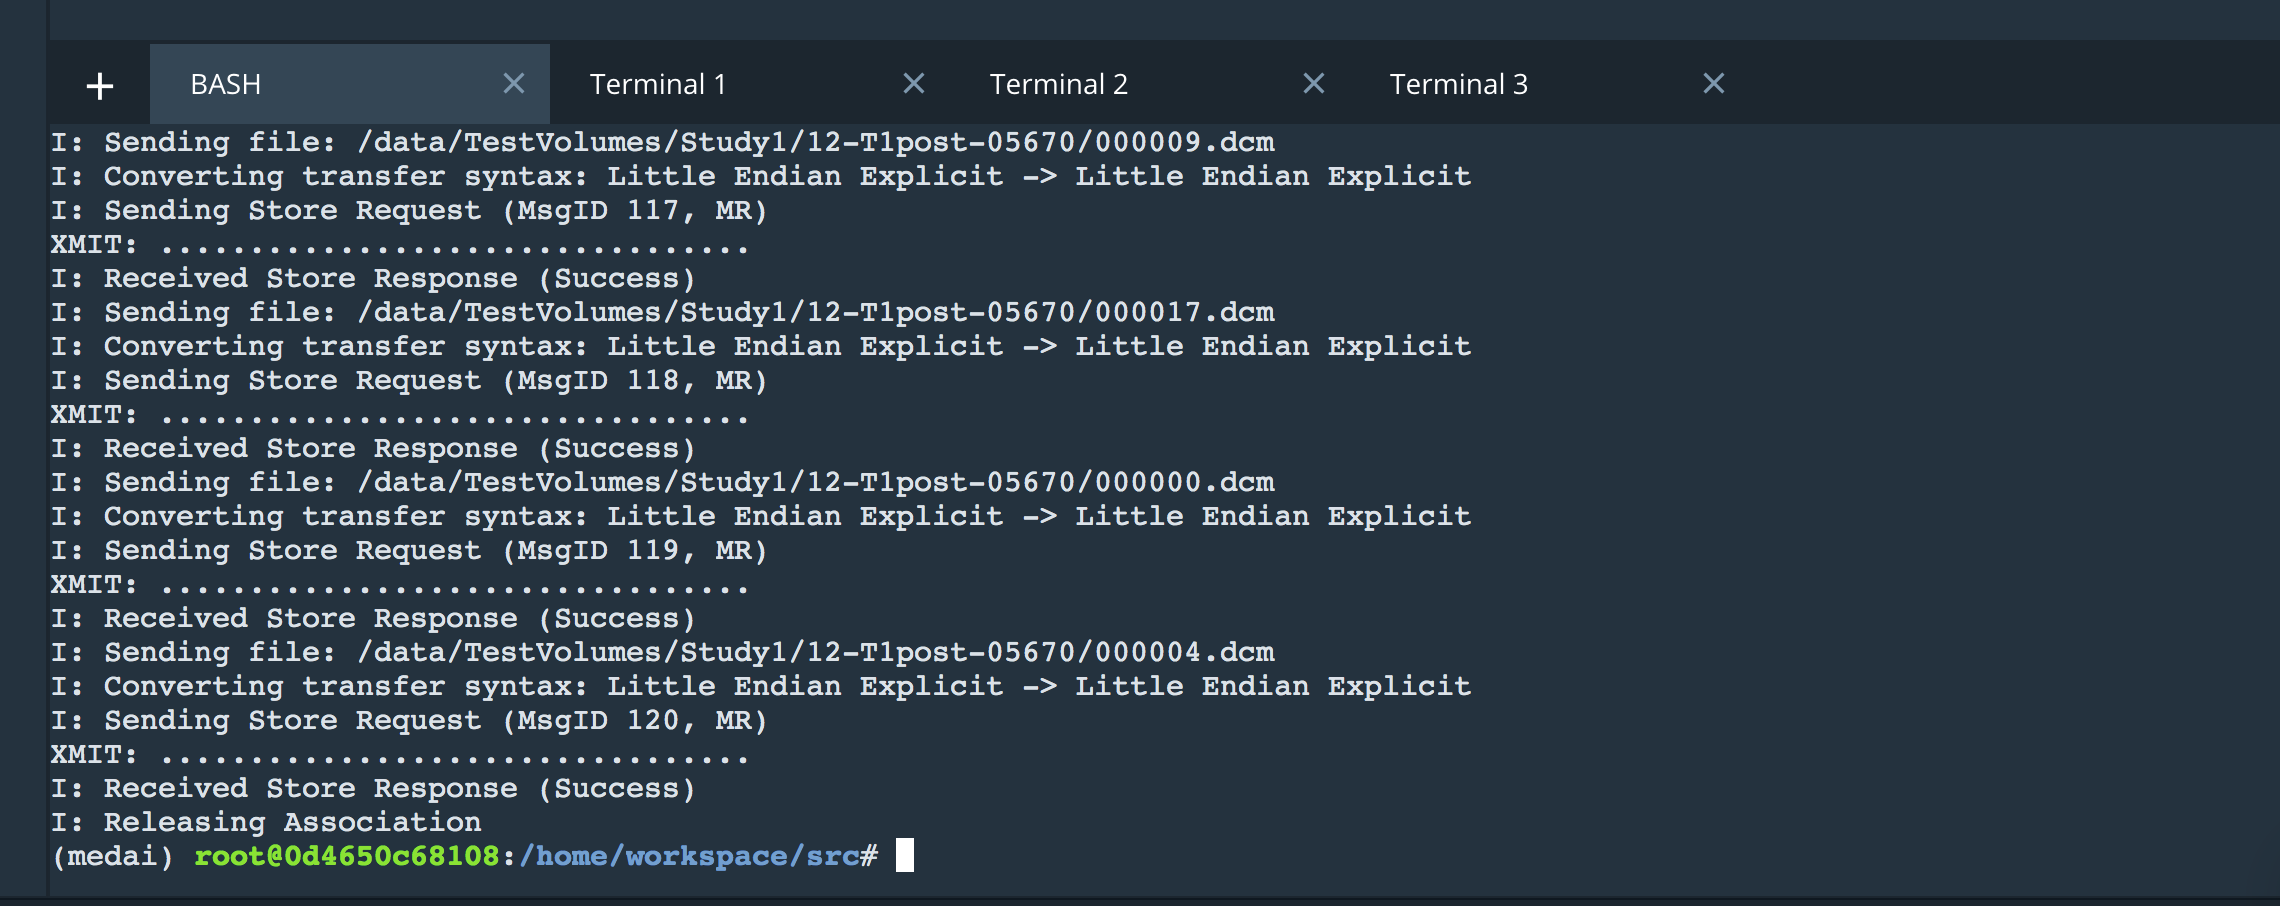 + BASH × Terminal 1 × Terminal 2 × Terminal 3 ×
I: Sending file: /data/TestVolumes/Study1/12-T1post-05670/000009.dcm
I: Converting transfer syntax: Little Endian Explicit -> Little Endian Explicit
I: Sending Store Request (MsgID 117, MR)
XMIT: .................................
I: Received Store Response (Success)
I: Sending file: /data/TestVolumes/Study1/12-T1post-05670/000017.dcm
I: Converting transfer syntax: Little Endian Explicit -> Little Endian Explicit
I: Sending Store Request (MsgID 118, MR)
XMIT: .................................
I: Received Store Response (Success)
I: Sending file: /data/TestVolumes/Study1/12-T1post-05670/000000.dcm
I: Converting transfer syntax: Little Endian Explicit -> Little Endian Explicit
I: Sending Store Request (MsgID 119, MR)
XMIT: .................................
I: Received Store Response (Success)
I: Sending file: /data/TestVolumes/Study1/12-T1post-05670/000004.dcm
I: Converting transfer syntax: Little Endian Explicit -> Little Endian Explicit
I: Sending Store Request (MsgID 120, MR)
XMIT: .................................
I: Received Store Response (Success)
I: Releasing Association
(medai) root@0d4650c68108:/home/workspace/src#